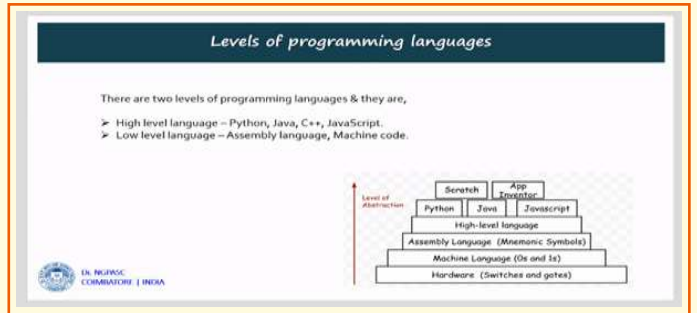 Levels of programming languages
There are two levels of programming languages & they are,
➤ High level language – Python, Java, C++, JavaScript.
➤ Low level language – Assembly language, Machine code.
Level of
Abstraction
Scratch
App
Inventor
Python
Java
Javascript
High-level language
Assembly Language (Mnemonic Symbols)
Machine Language (0s and 1s)
Hardware (Switches and gates)
Dr. NGPASC
COIMBATORE | INDIA